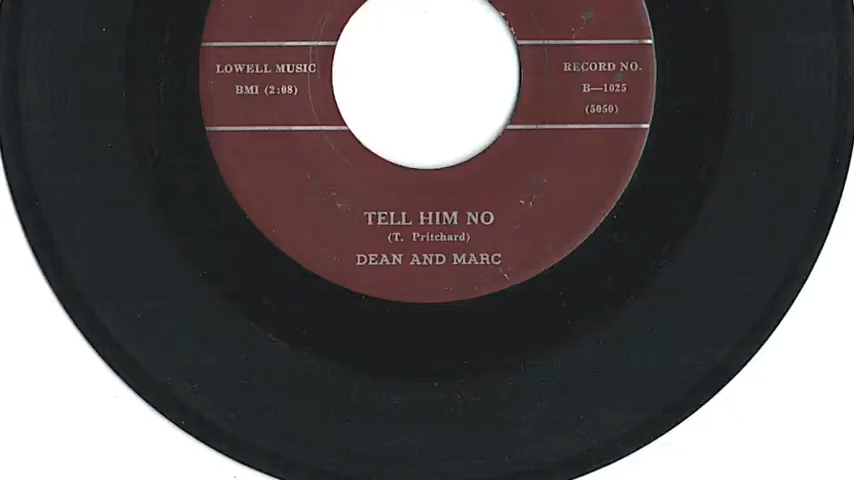 LOWELL MUSIC
BMI (2:08)
RECORD NO.
B—1025
(5050)
TELL HIM NO
(T. Pritchard)
DEAN AND MARC